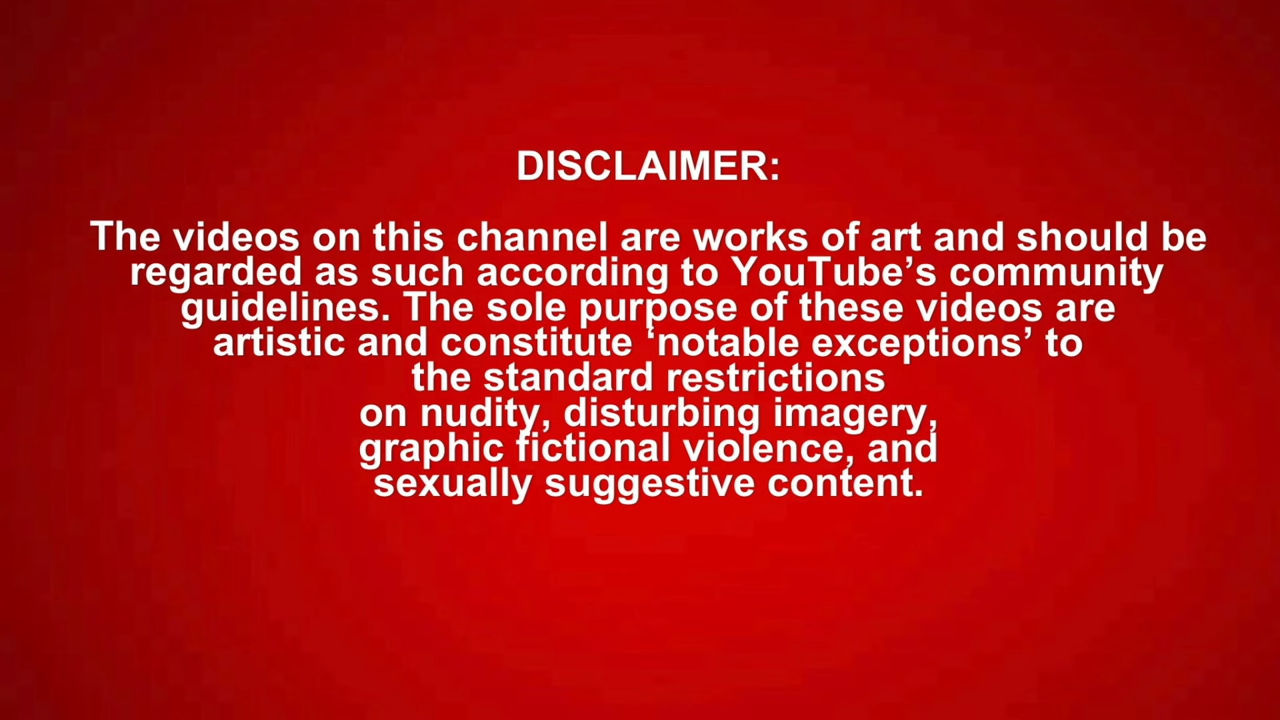 DISCLAIMER:
The videos on this channel are works of art and should be
regarded as such according to YouTube’s community
guidelines. The sole purpose of these videos are
artistic and constitute ‘notable exceptions’ to
the standard restrictions
on nudity, disturbing imagery,
graphic fictional violence, and
sexually suggestive content.